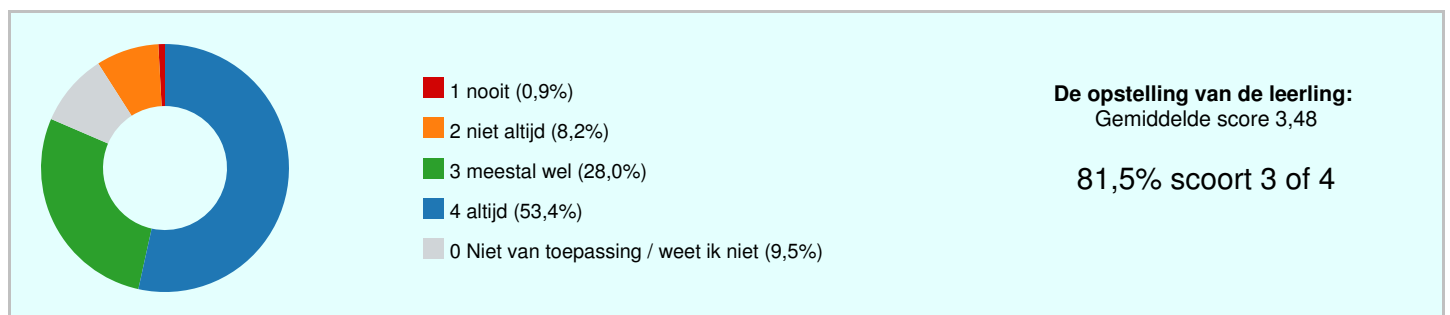 1 nooit (0,9%)
2 niet altijd (8,2%)
3 meestal wel (28,0%)
4 altijd (53,4%)
0 Niet van toepassing / weet ik niet (9,5%)
De opstelling van de leerling:
Gemiddelde score 3,48
81,5% scoort 3 of 4